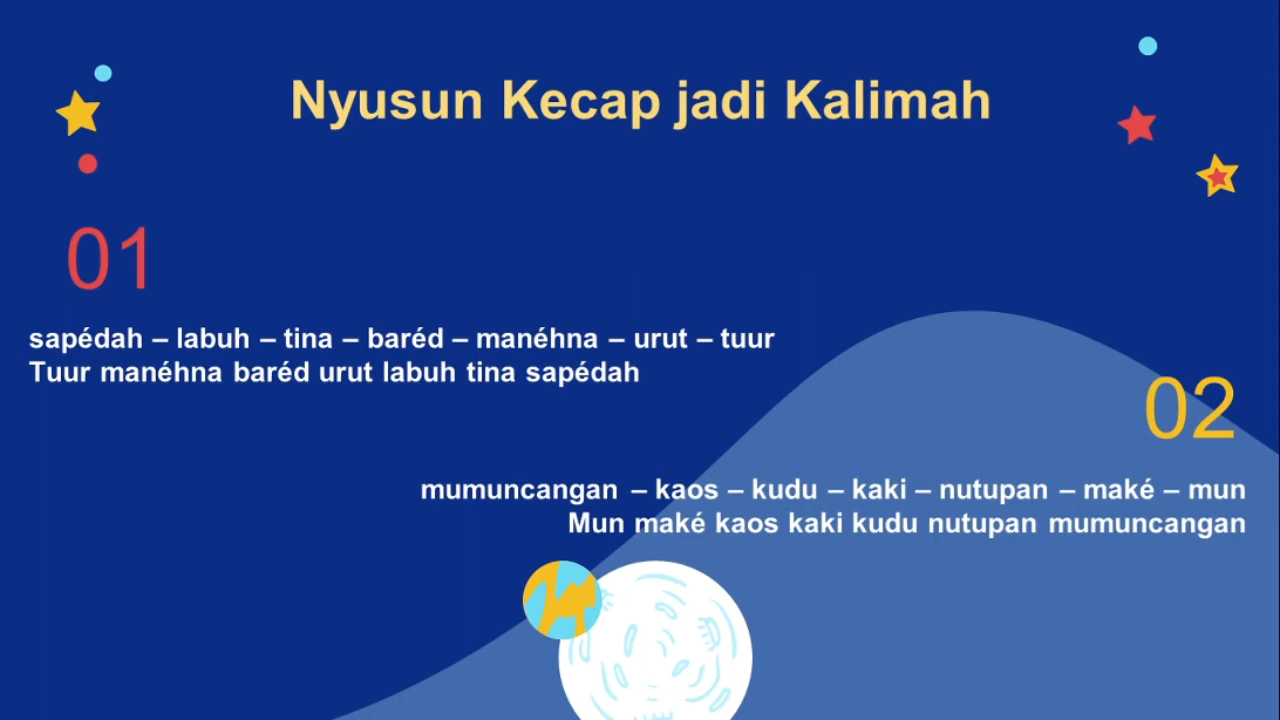 Nyusun Kecap jadi Kalimah
01
sapédah – labuh – tina – baréd – manéhna – urut – tuur
Tuur manéhna baréd urut labuh tina sapédah
02
mumuncangan – kaos – kudu – kaki – nutupan – maké – mun
Mun maké kaos kaki kudu nutupan mumuncangan